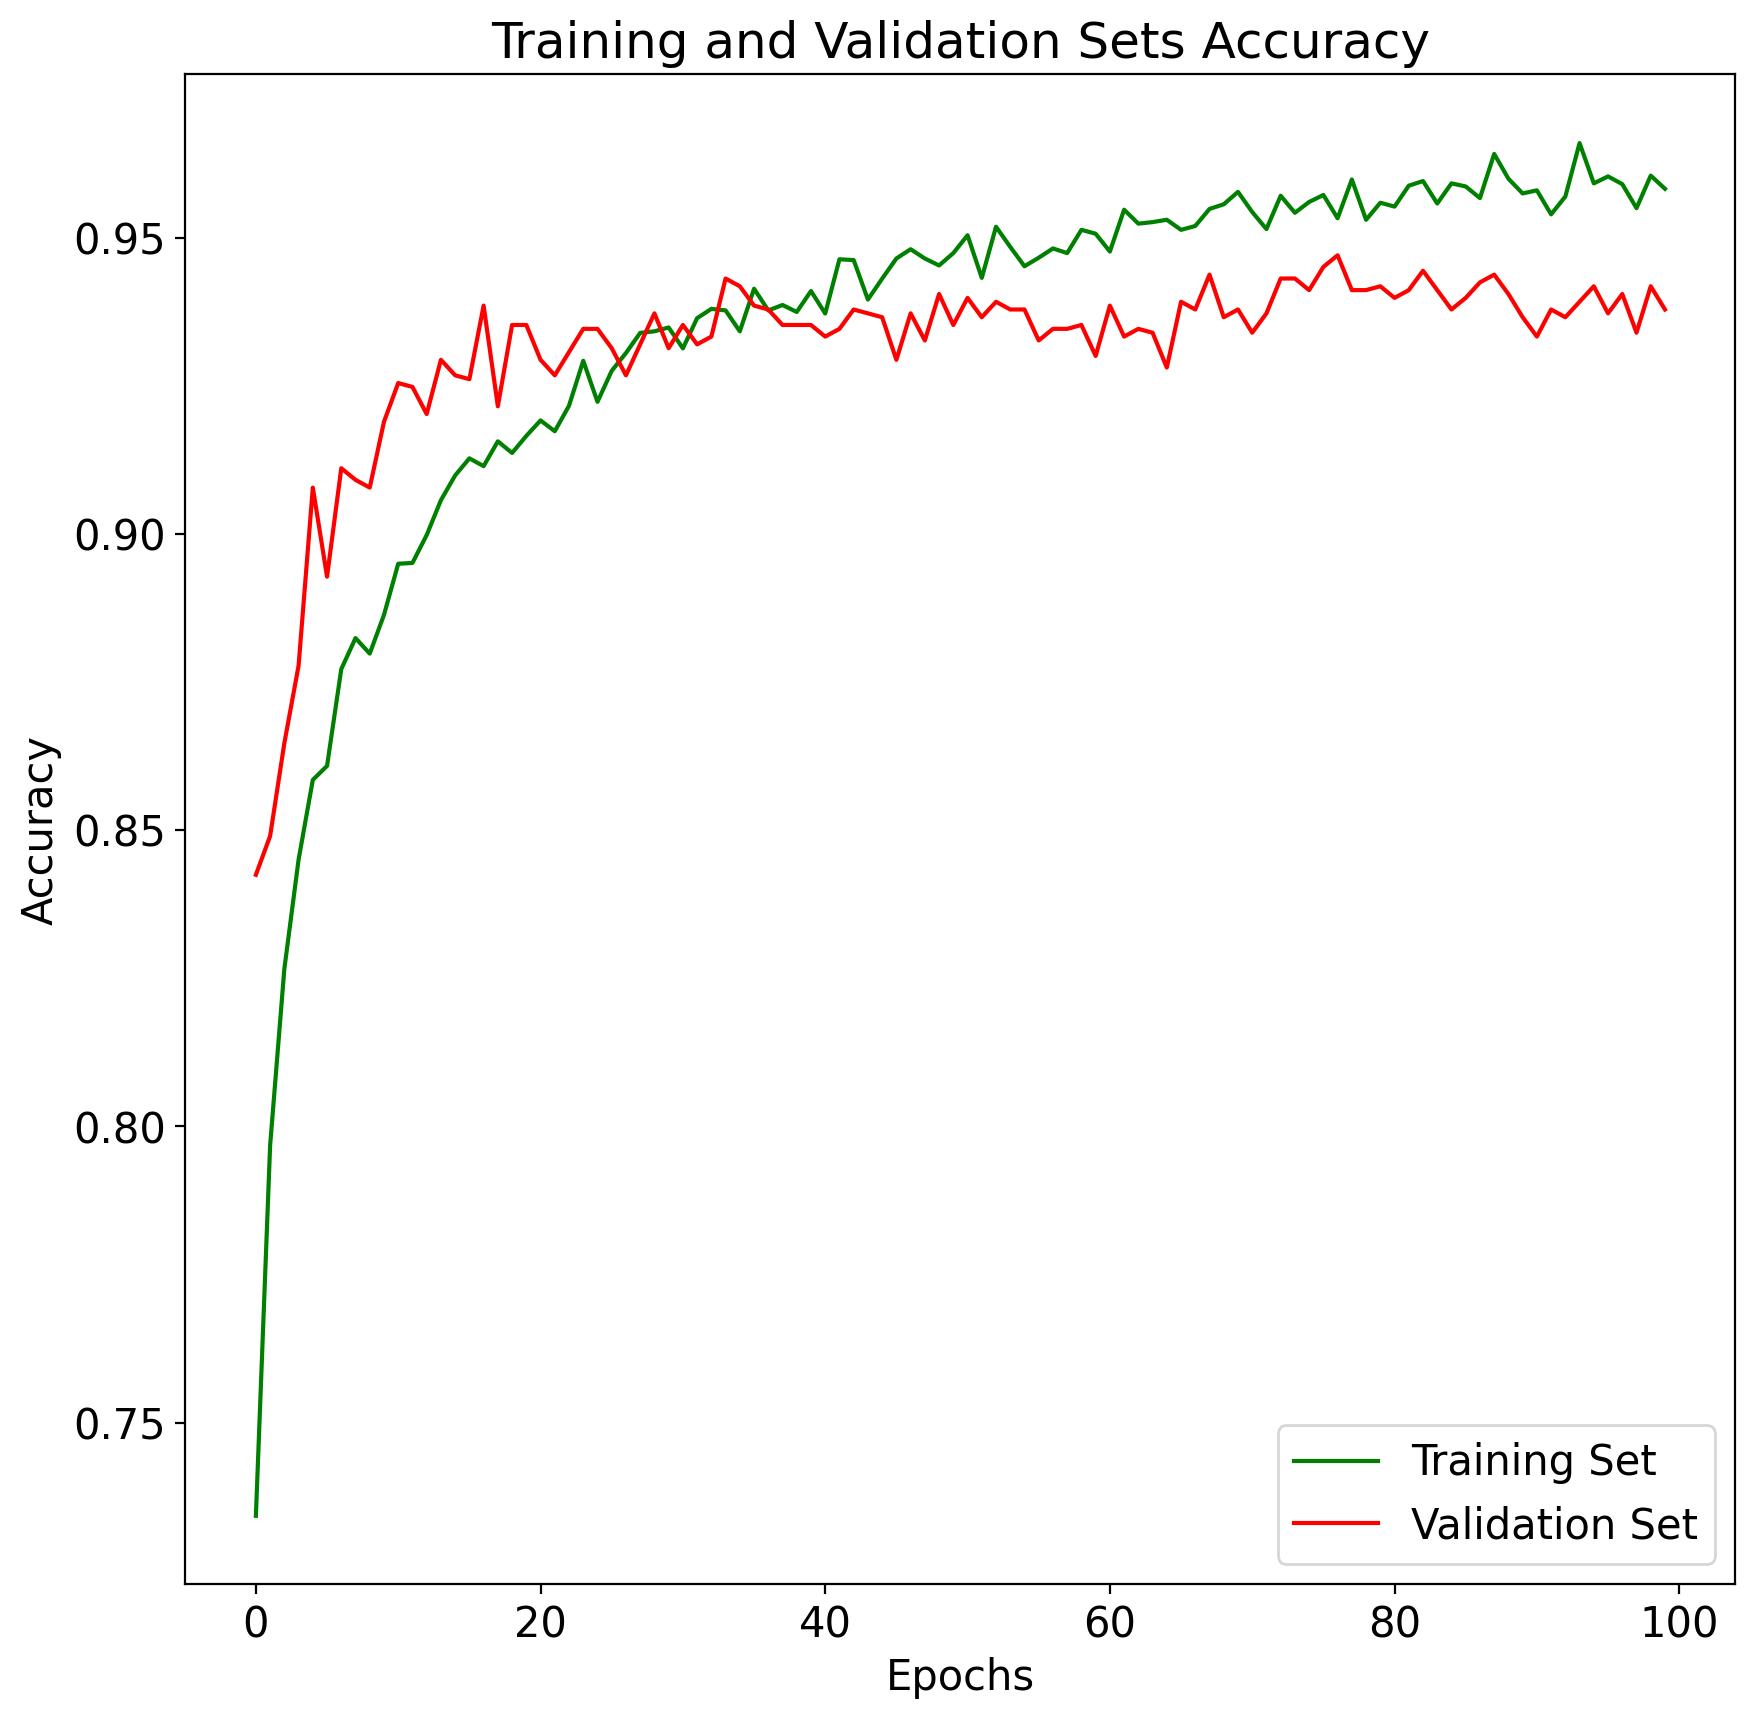 Training and Validation Sets Accuracy
Accuracy
0.95
0.90
0.85
0.80
0.75
Training Set
Validation Set
0 20 40 60 80 100
Epochs